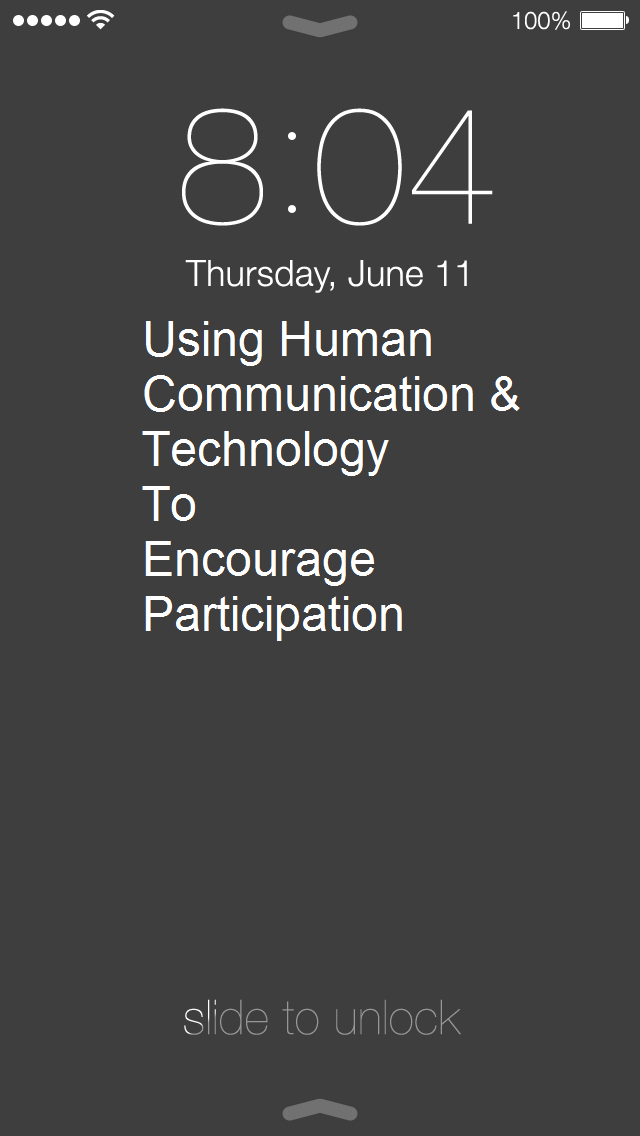 100%
8:04
Thursday, June 11
Using Human
Communication &
Technology
To
Encourage
Participation
slide to unlock